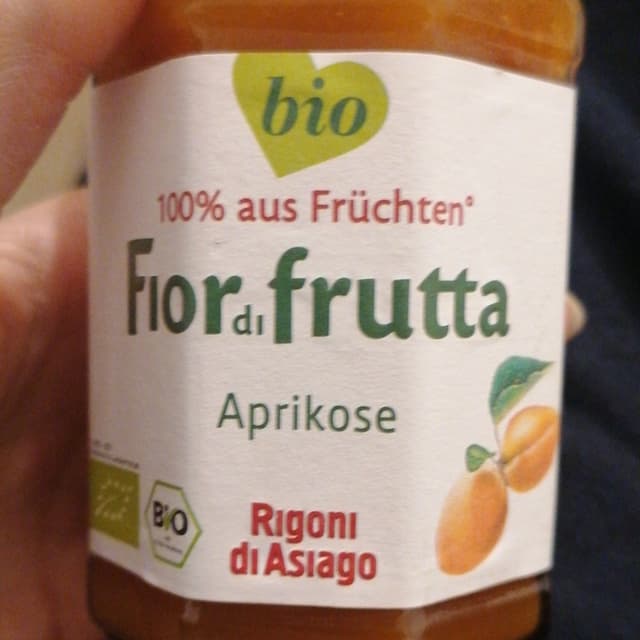 bio
100% aus Früchten°
Fior di frutta
Aprikose
BIO
Rigoni
di Asiago